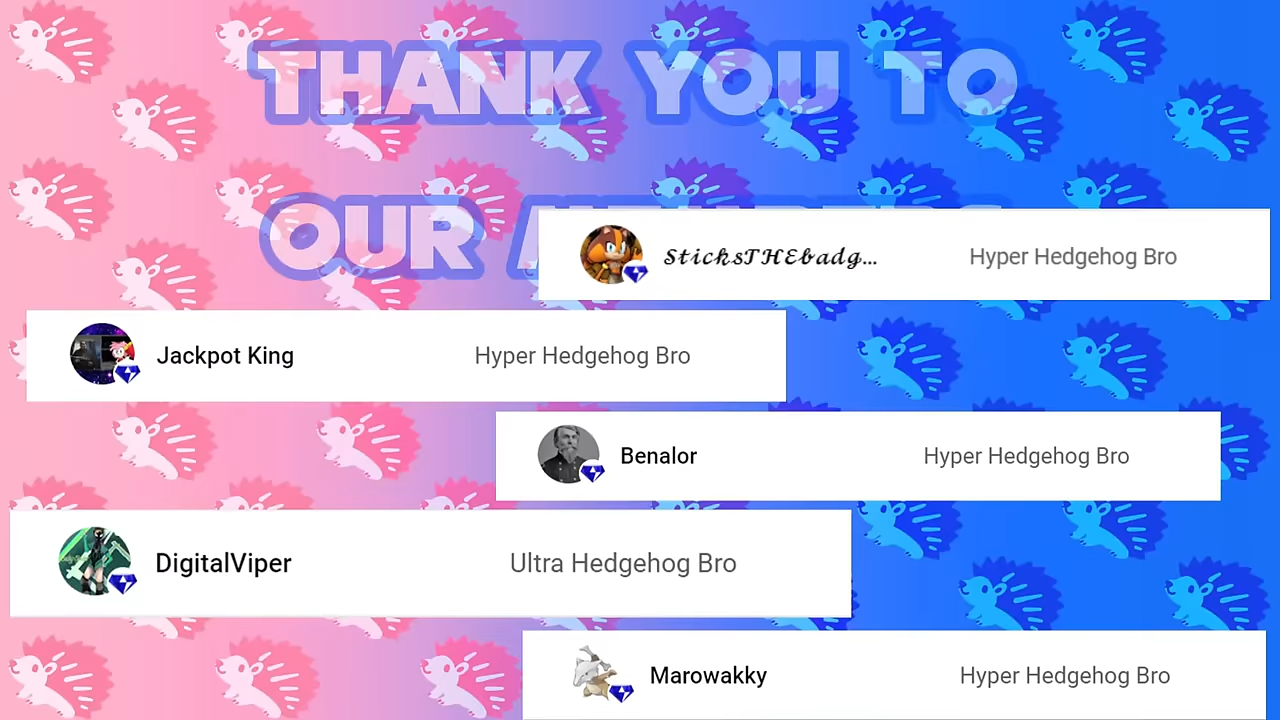 THANK YOU TO
OUR
SticksTHEbadg... Hyper Hedgehog Bro
Jackpot King Hyper Hedgehog Bro
Benalor Hyper Hedgehog Bro
DigitalViper Ultra Hedgehog Bro
Marowakky Hyper Hedgehog Bro